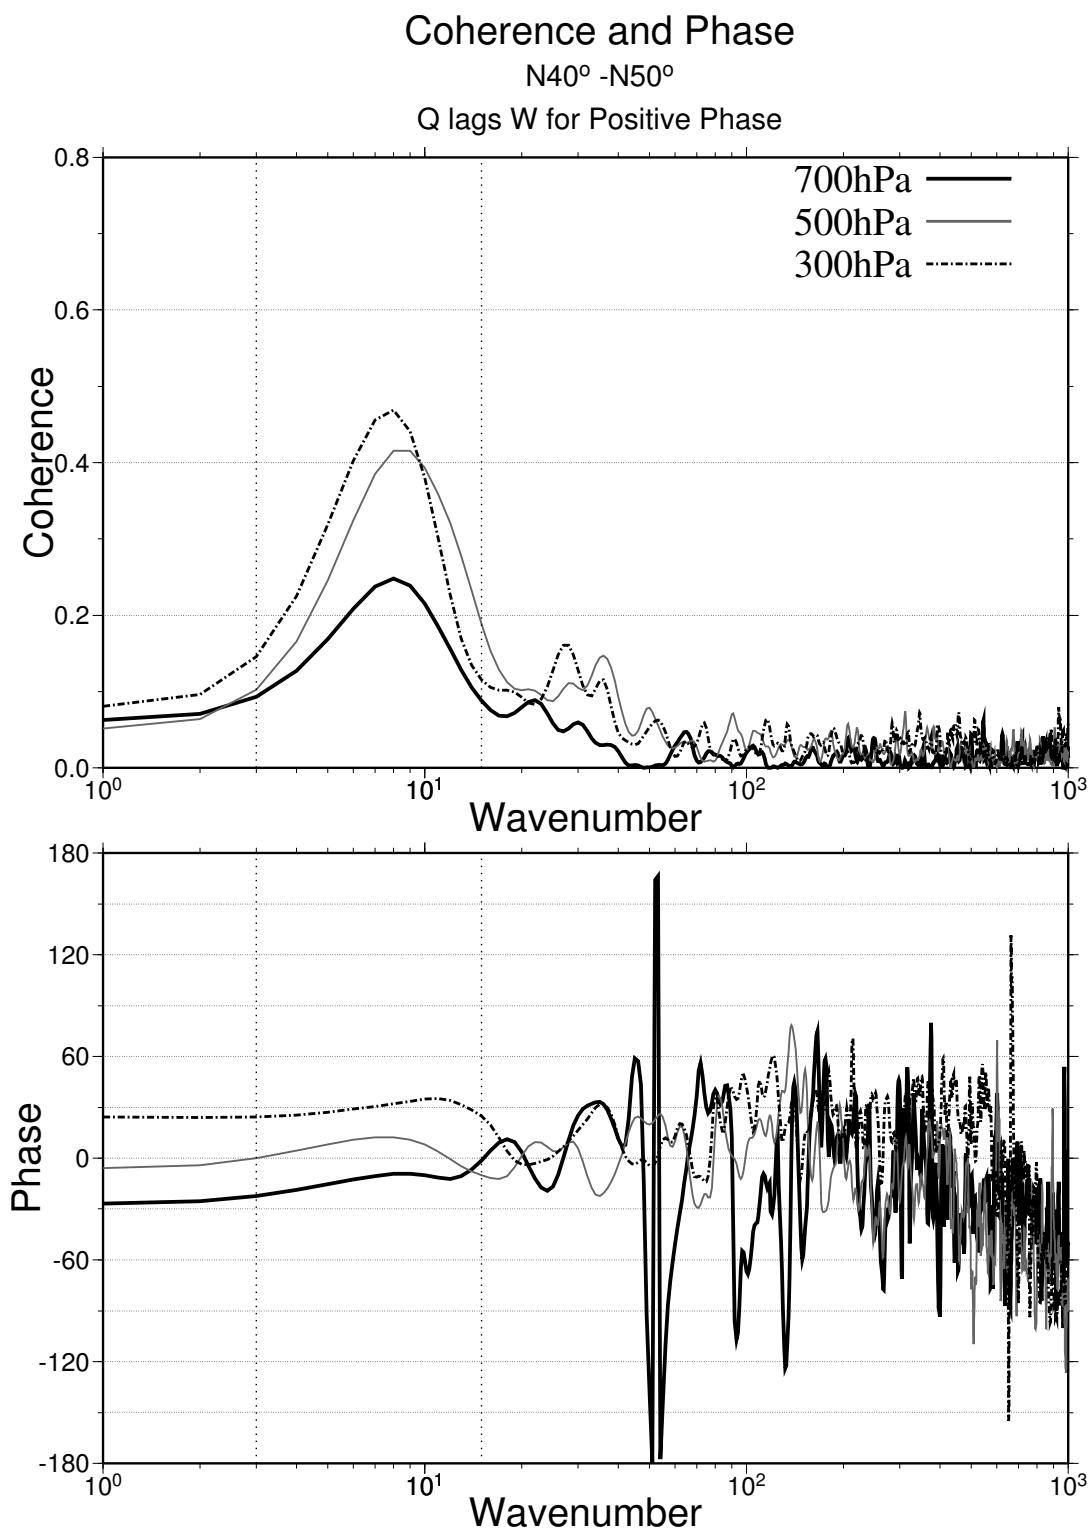 Coherence and Phase
N40º -N50º
Q lags W for Positive Phase
0.8
0.6
0.4
0.2
0.0
Coherence
700hPa
500hPa
300hPa
10⁰
10¹
10²
10³
Wavenumber
180
120
60
0
-60
-120
-180
Phase
10⁰
10¹
10²
10³
Wavenumber